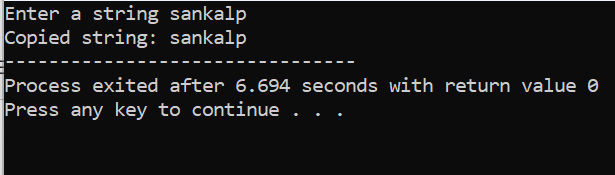 Enter a string sankalp
Copied string: sankalp
--------------------------------
Process exited after 6.694 seconds with return value 0
Press any key to continue . . .